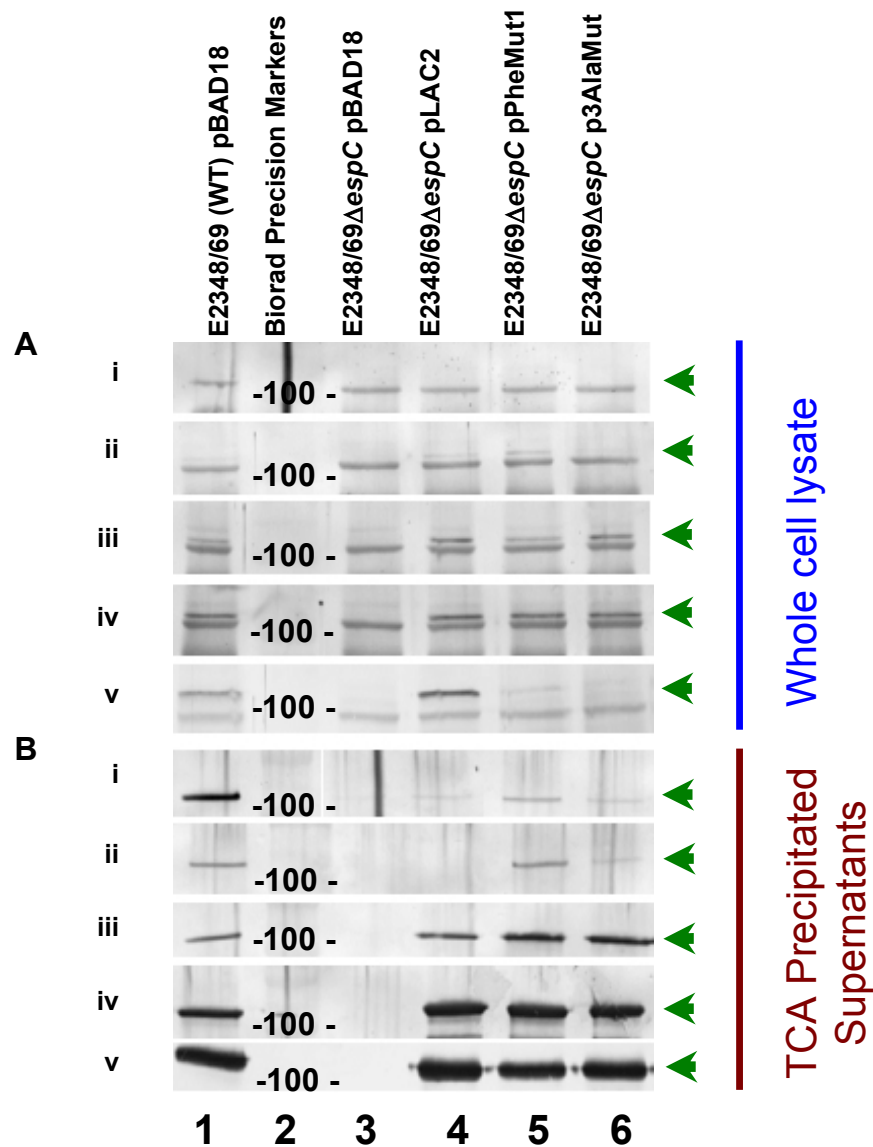 E2348/69 (WT) pBAD18
Biorad Precision Markers
E2348/69ΔespC pBAD18
E2348/69ΔespC pLAC2
E2348/69ΔespC pPheMut1
E2348/69ΔespC p3AlaMut
A
i
-100 -
ii
-100 -
iii
-100 -
iv
-100 -
v
-100 -
Whole cell lysate
B
i
-100 -
ii
-100 -
iii
-100 -
iv
-100 -
v
-100 -
TCA Precipitated
Supernatants
1 2 3 4 5 6